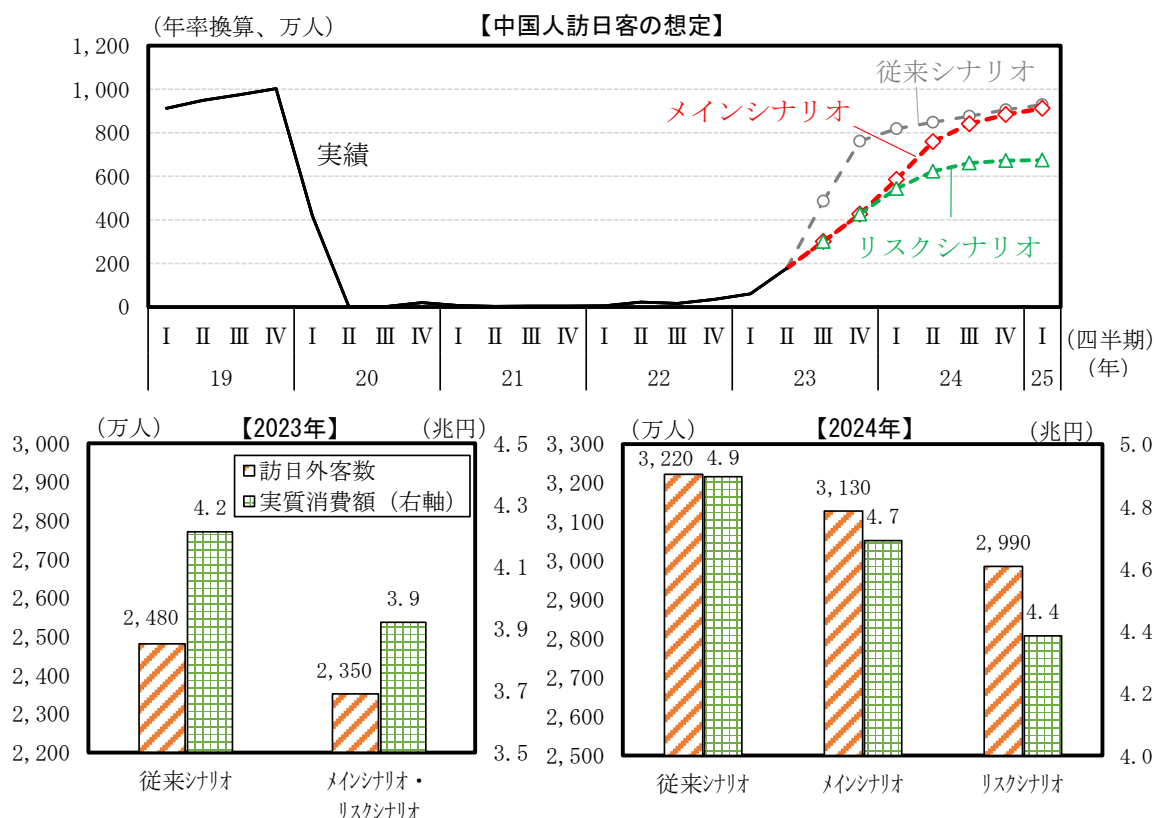 (年率換算、万人)
【中国人訪日客の想定】
1,200
1,000
800
600
400
200
0
従来シナリオ
メインシナリオ
実績
リスクシナリオ
Ⅰ Ⅱ Ⅲ Ⅳ Ⅰ Ⅱ Ⅲ Ⅳ Ⅰ Ⅱ Ⅲ Ⅳ Ⅰ Ⅱ Ⅲ Ⅳ Ⅰ Ⅱ Ⅲ Ⅳ Ⅰ Ⅱ Ⅲ Ⅳ Ⅰ (四半期)
19 20 21 22 23 24 25 (年)
(万人) 【2023年】 (兆円)
3,000
2,900
2,800
2,700
2,600
2,500
2,400
2,300
2,200
訪日外客数
実質消費額(右軸)
2,480
4.2
2,350
3.9
4.5
4.3
4.1
3.9
3.7
3.5
従来シナリオ
メインシナリオ・
リスクシナリオ
(万人) 【2024年】 (兆円)
3,300
3,200
3,100
3,000
2,900
2,800
2,700
2,600
2,500
3,220
4.9
3,130
4.7
2,990
4.4
5.0
4.8
4.6
4.4
4.2
4.0
従来シナリオ
メインシナリオ
リスクシナリオ